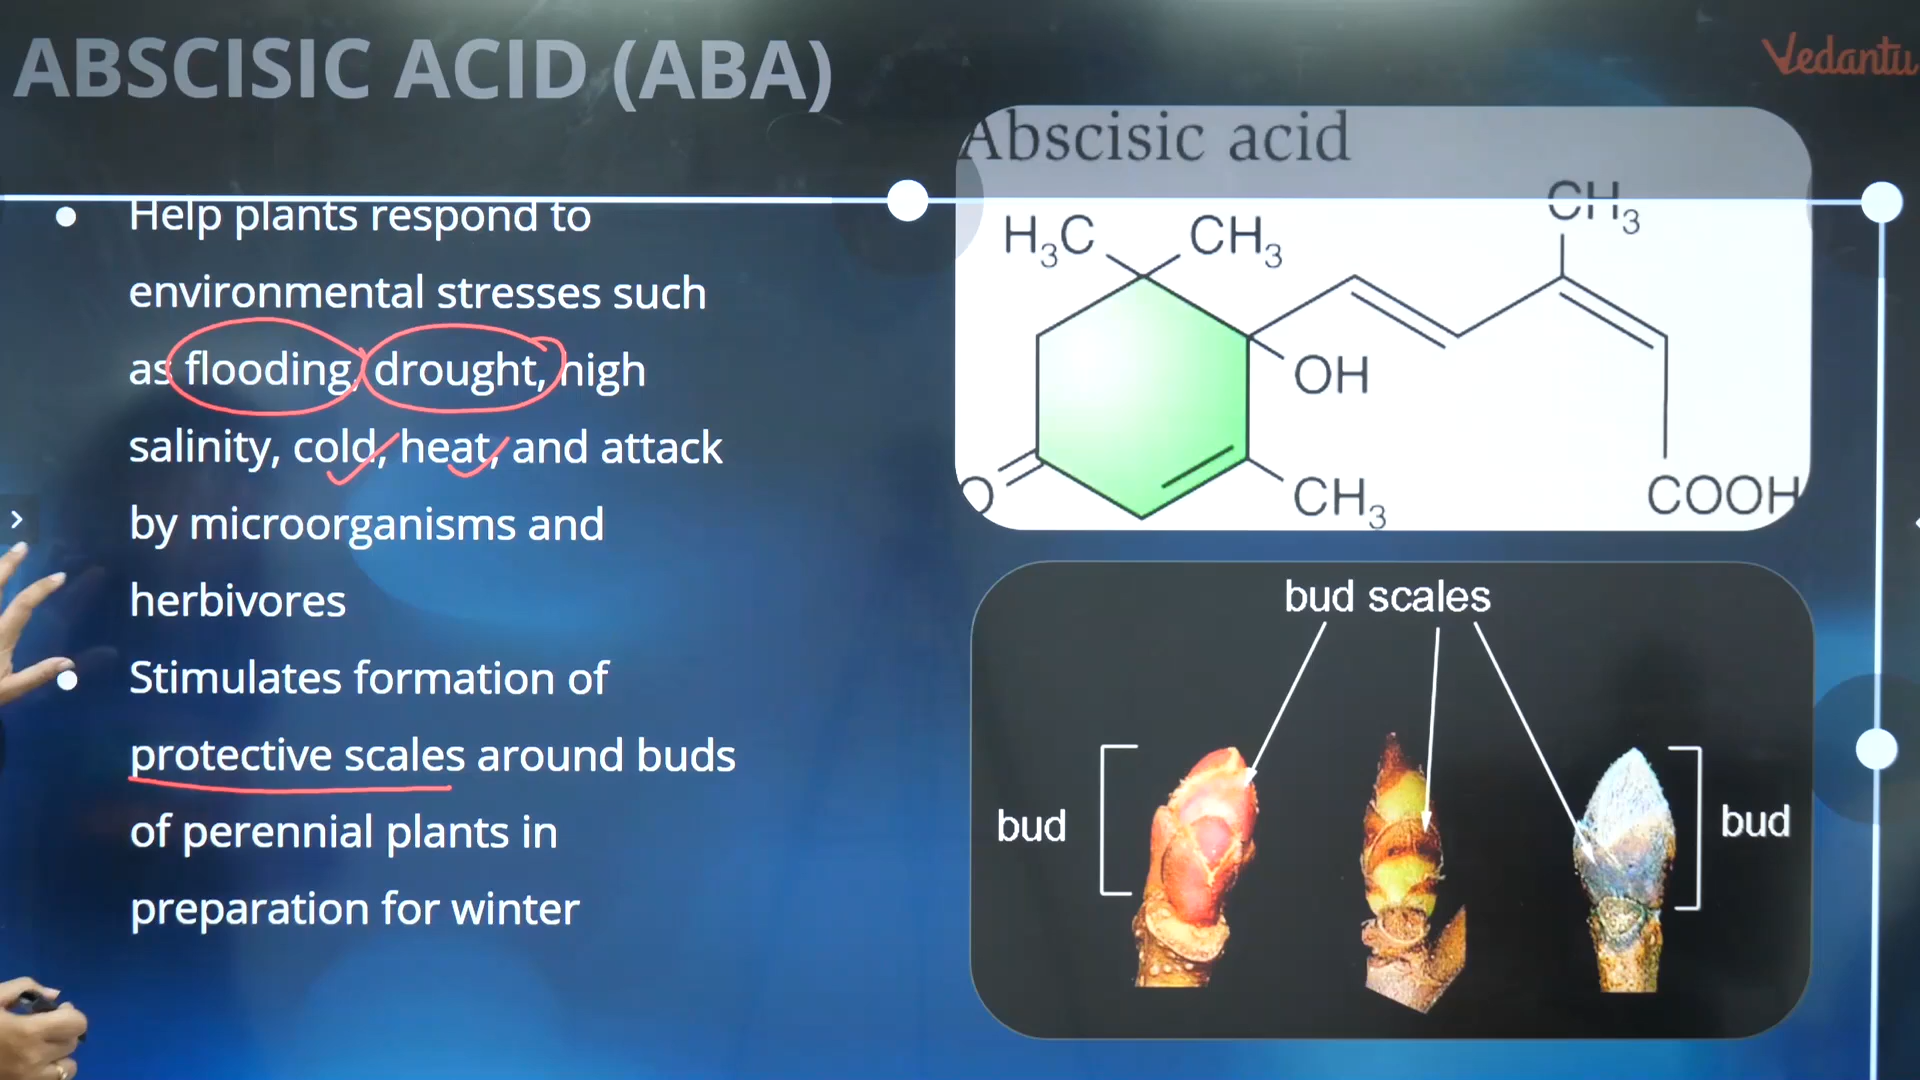 ABSCISIC ACID (ABA)
Vedantu
• Help plants respond to
environmental stresses such
as flooding, drought, high
salinity, cold, heat, and attack
by microorganisms and
herbivores
• Stimulates formation of
protective scales around buds
of perennial plants in
preparation for winter
Abscisic acid
CH₃
H₃C
CH₃
OH
O
CH₃
COOH
bud scales
bud
bud